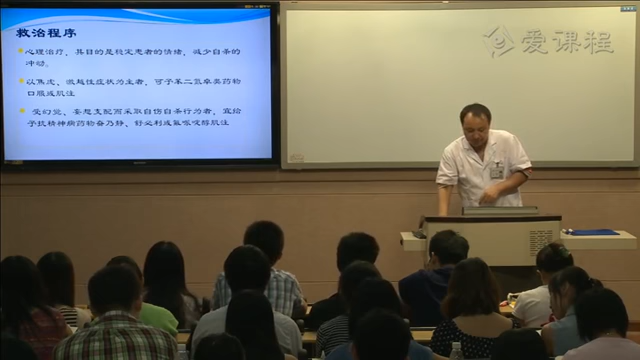 救治程序
心理治疗，其目的是稳定患者的情绪，减少自杀的
冲动。
以焦虑、激越性症状为主者，可予苯二氮卓类药物
口服或肌注
受幻觉、妄想支配而采取自伤自杀行为者，宜给
予抗精神病药物奋乃静、舒必利或氟哌啶醇肌注
爱课程